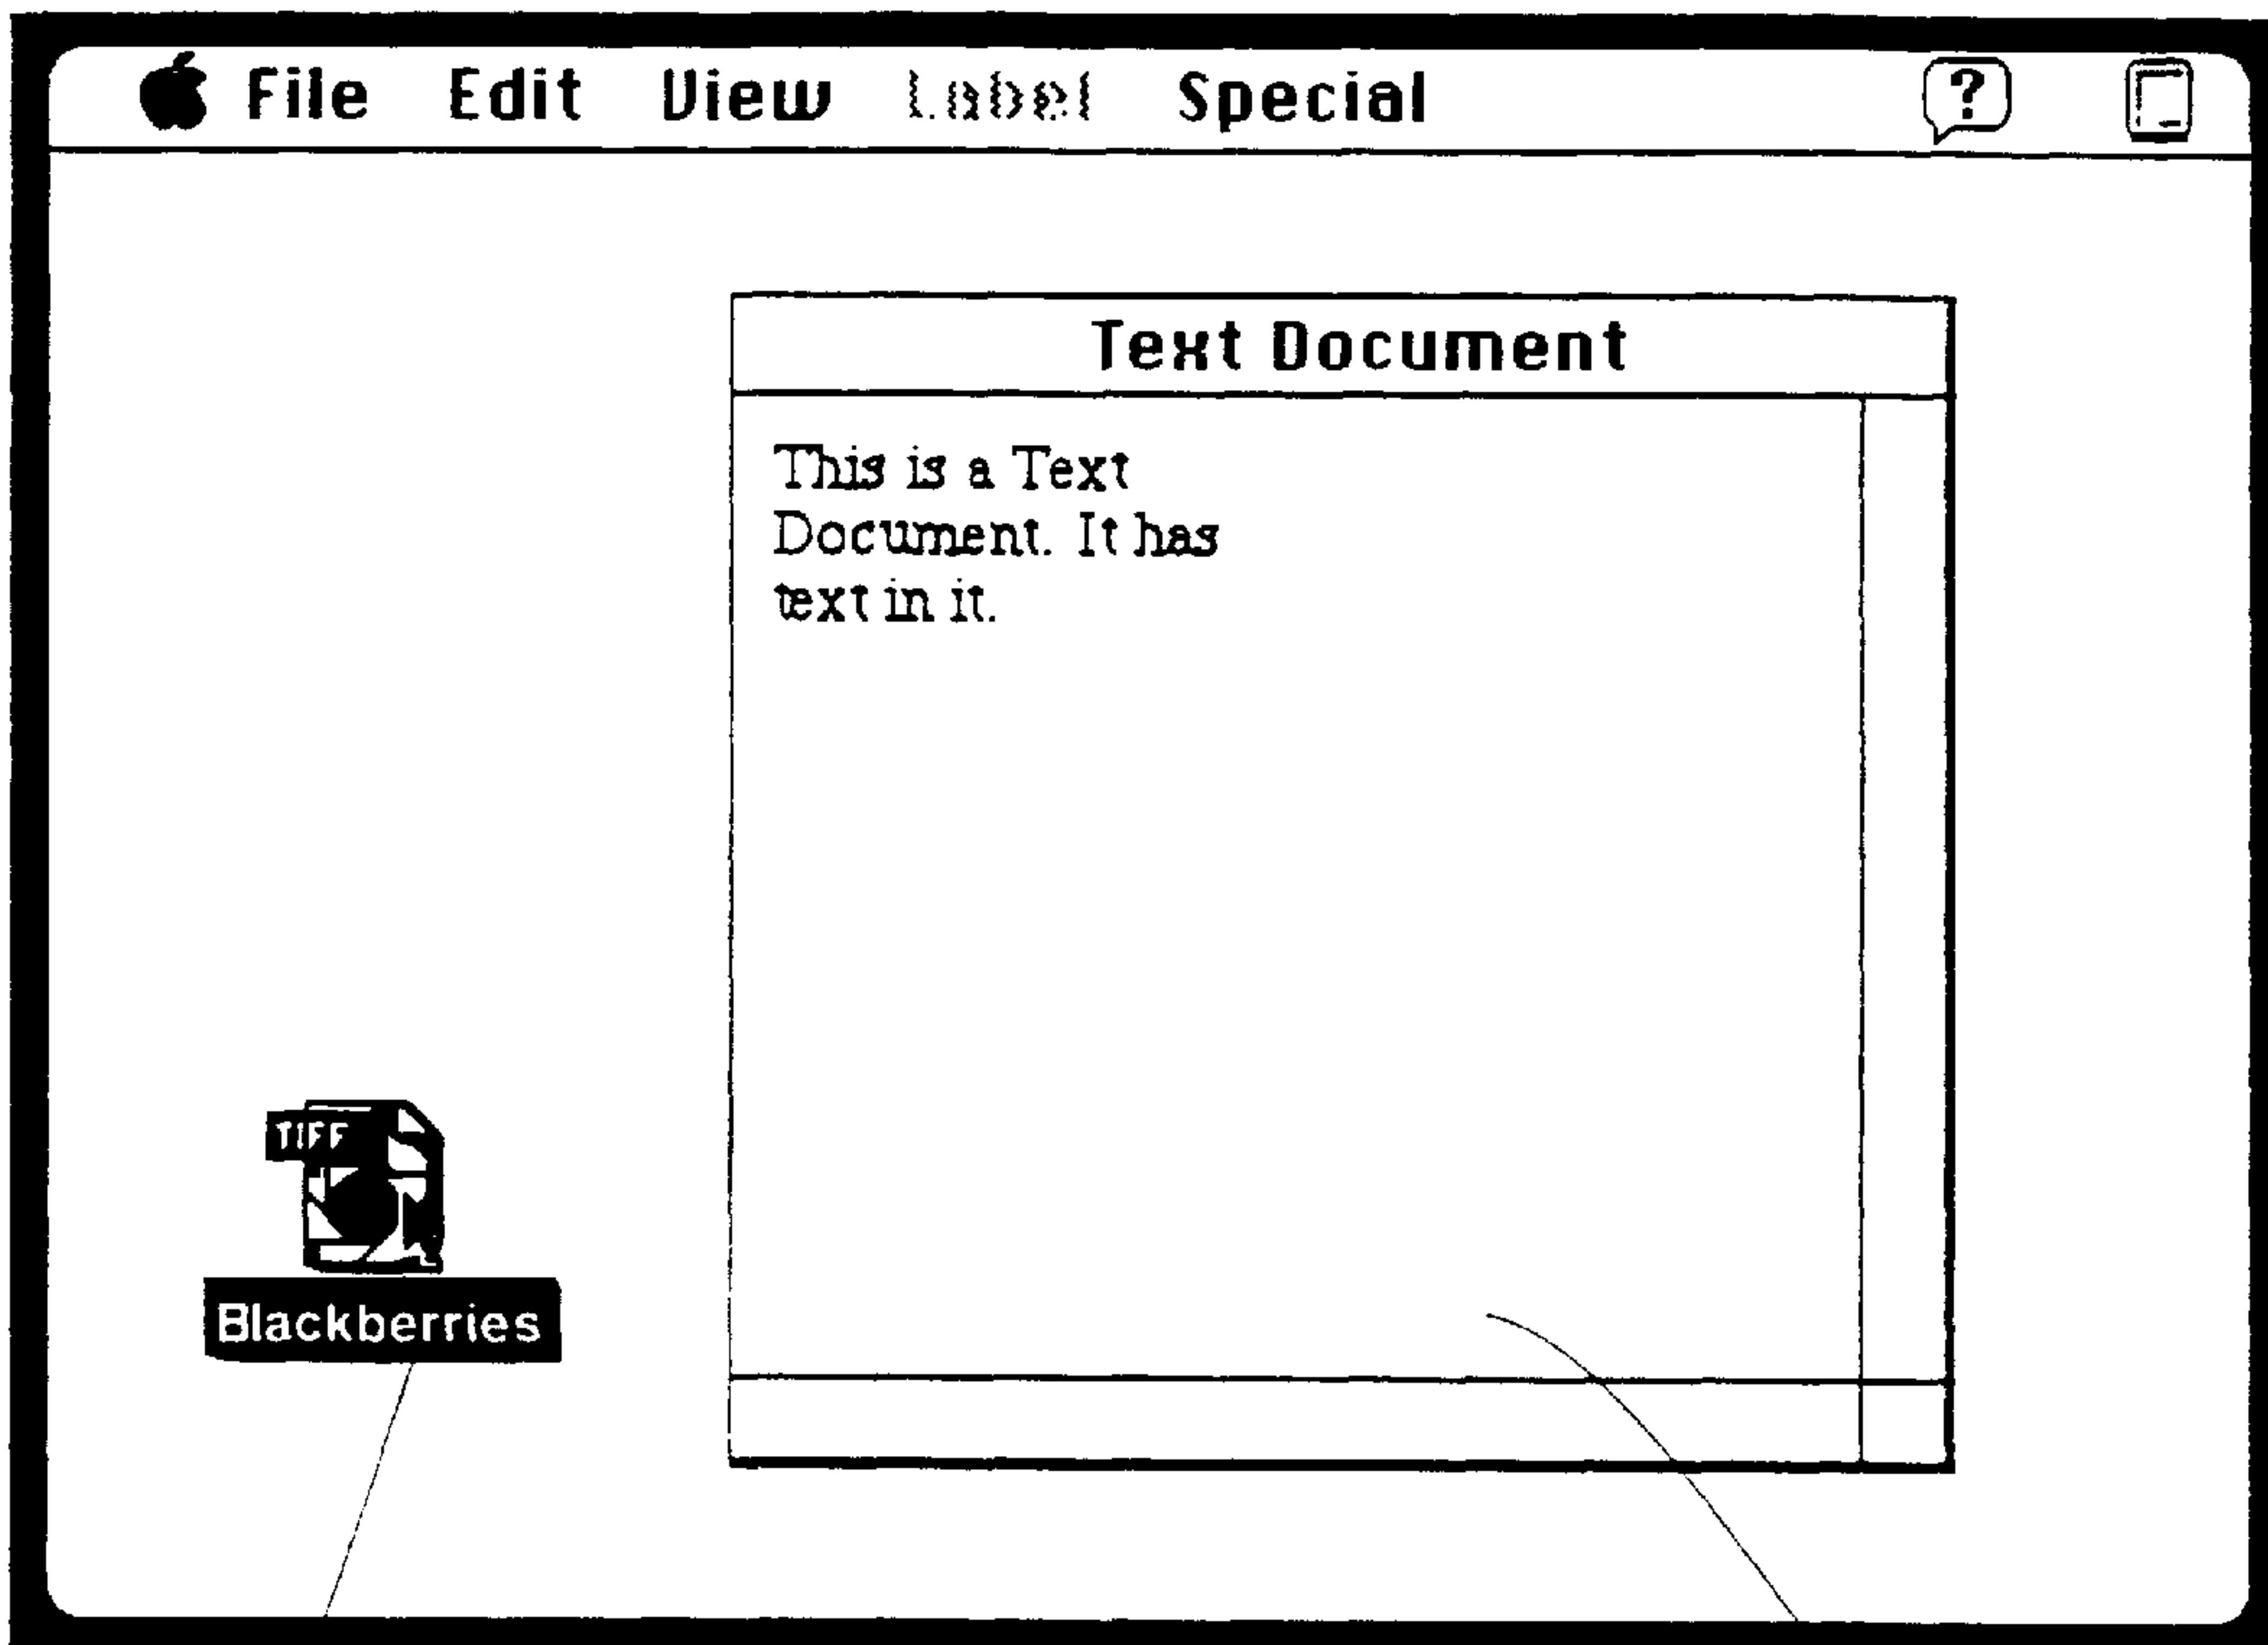 File Edit View Label Special ?
Text Document
This is a Text
Document. It has
text in it.
TIFF
Blackberries